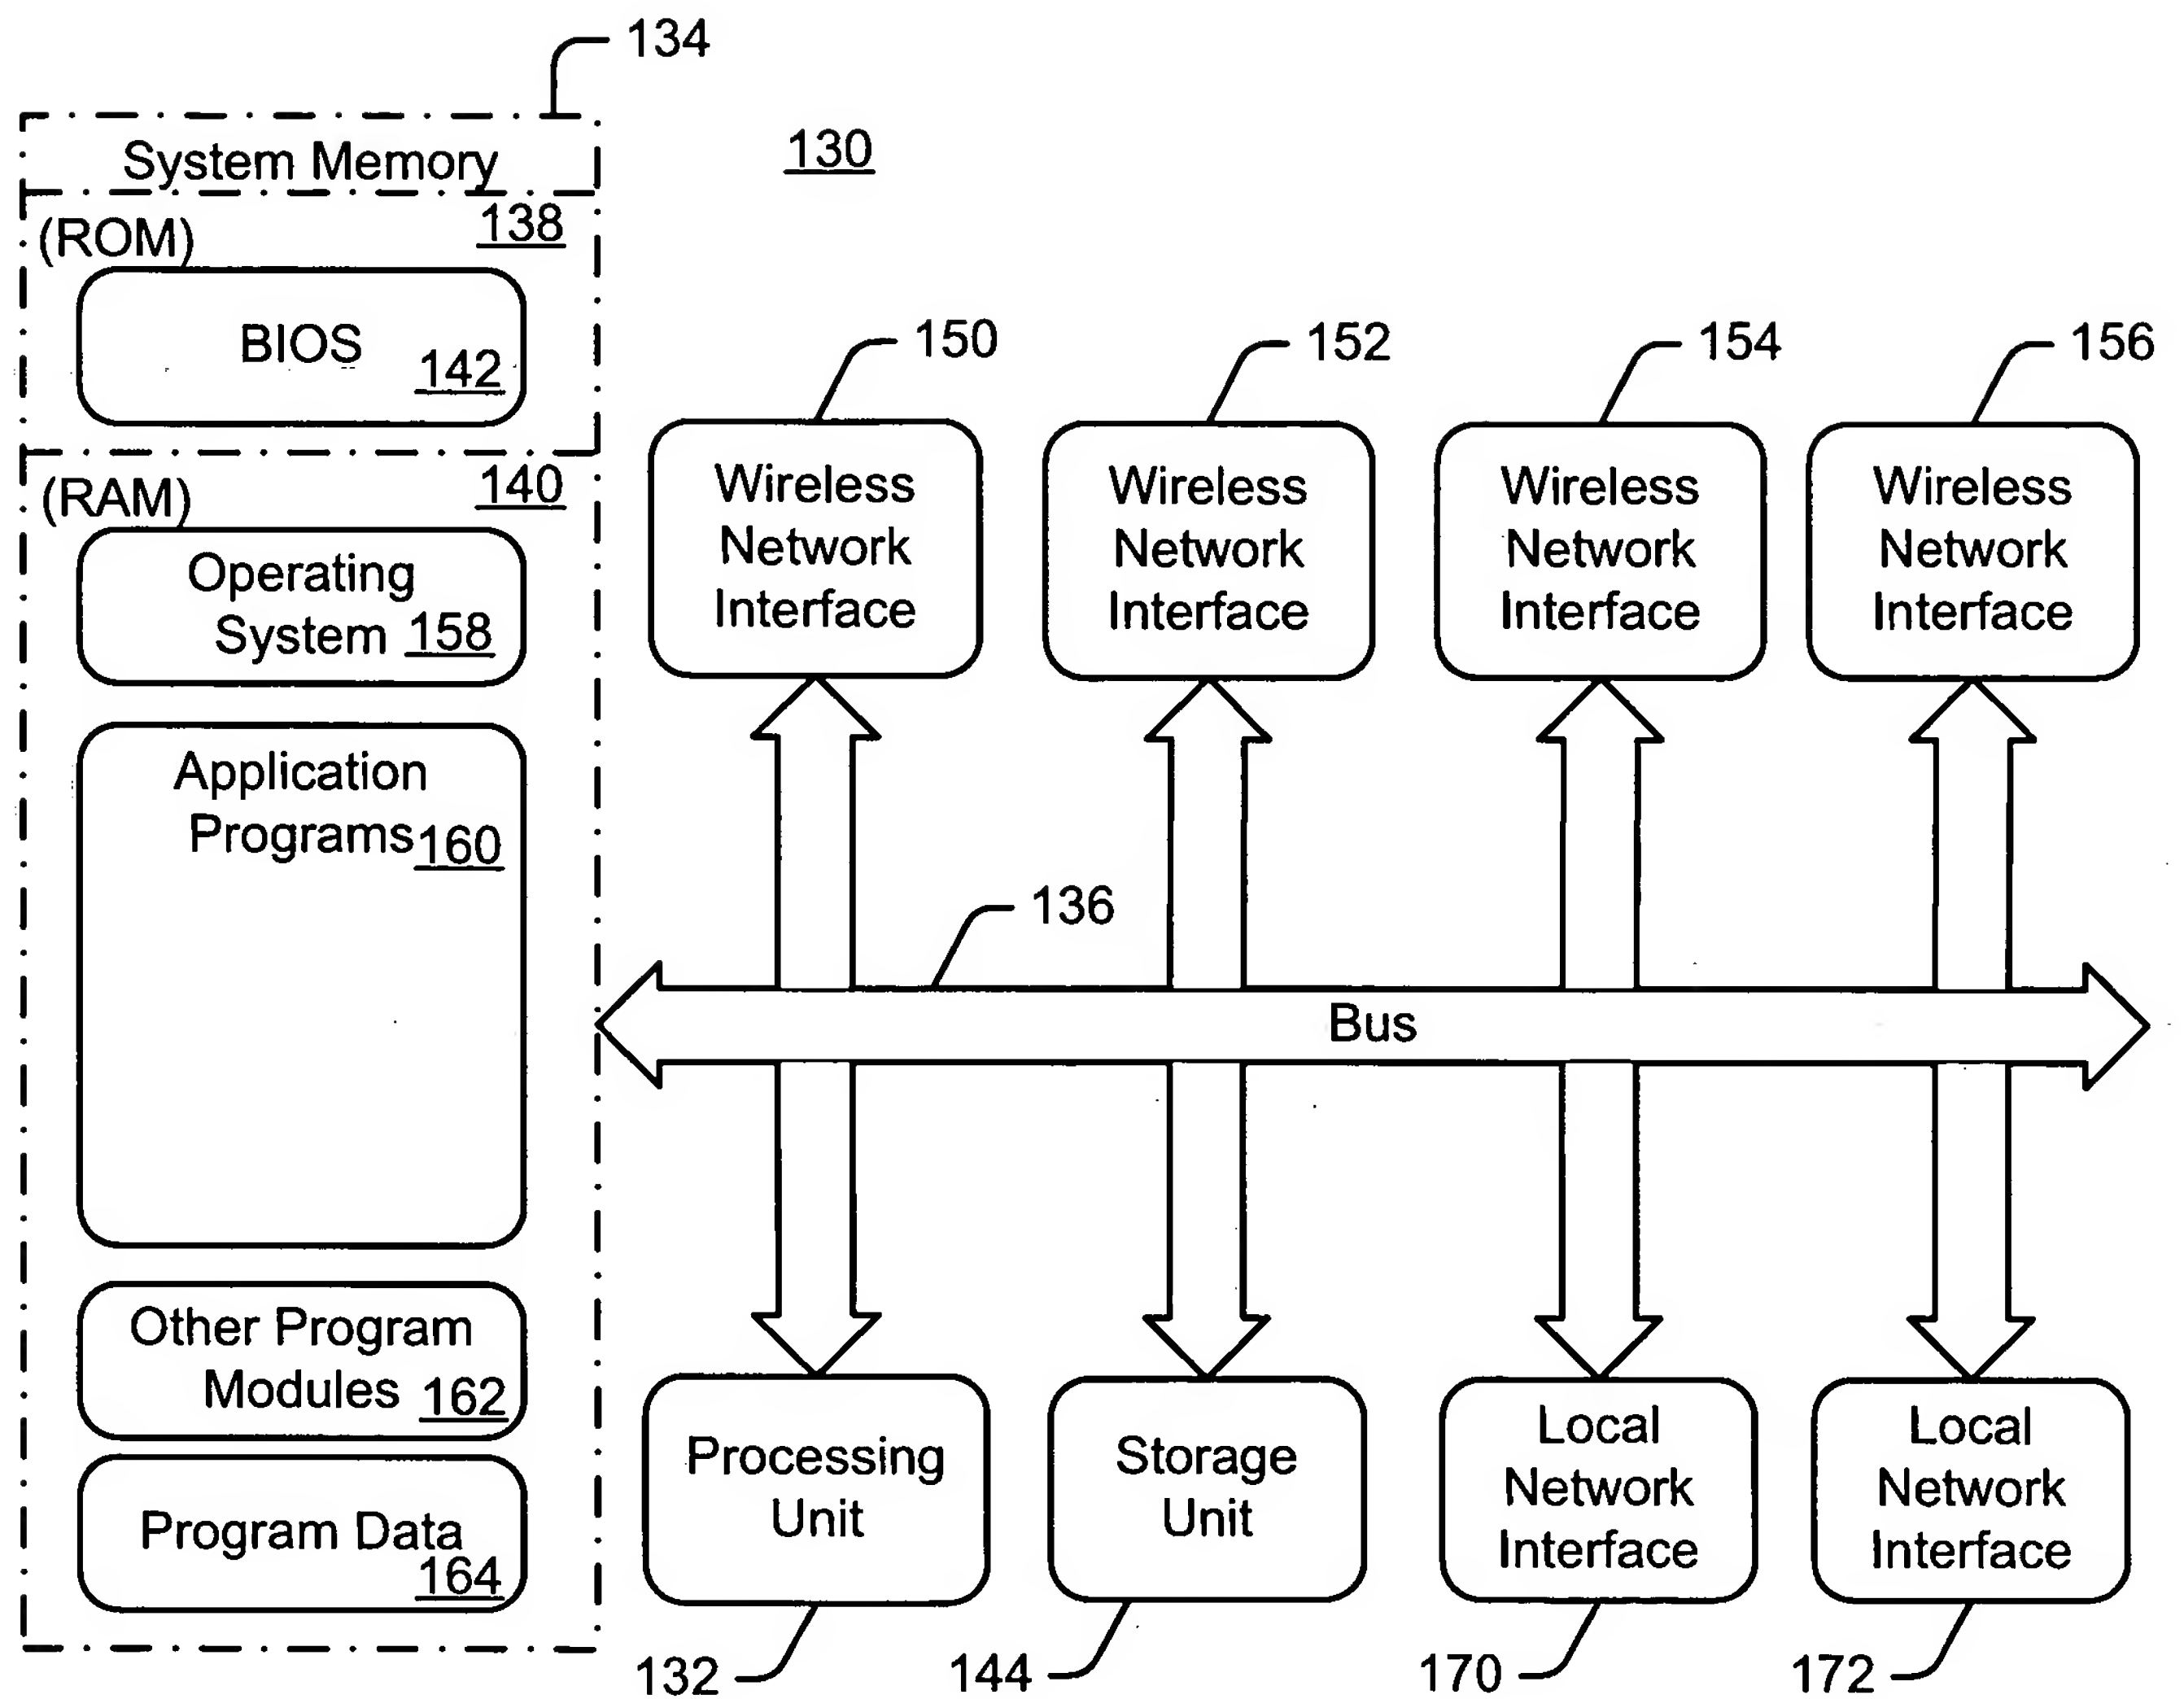 134
System Memory
130
(ROM)
138
BIOS
142
(RAM)
140
Operating
System 158
Application
Programs 160
Other Program
Modules 162
Program Data
164
150
Wireless
Network
Interface
152
Wireless
Network
Interface
154
Wireless
Network
Interface
156
Wireless
Network
Interface
136
Bus
Processing
Unit
132
Storage
Unit
144
Local
Network
Interface
170
Local
Network
Interface
172